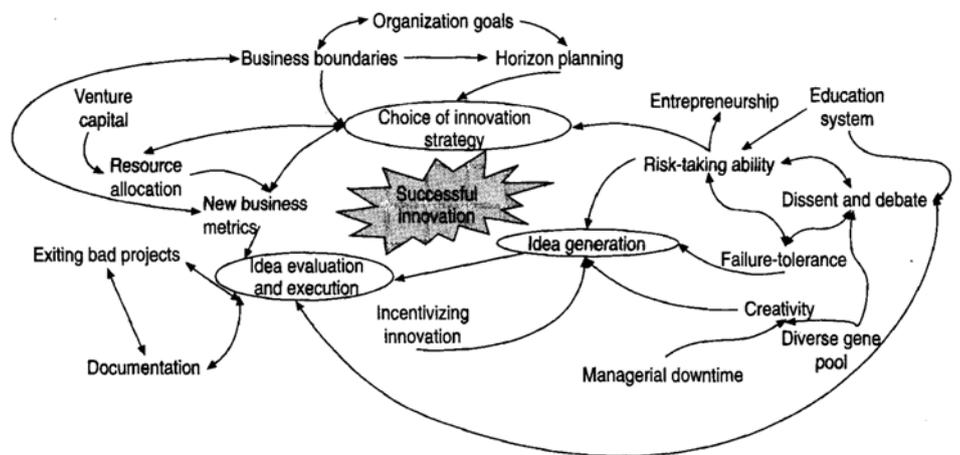 Organization goals
Business boundaries
Horizon planning
Venture
capital
Entrepreneurship
Education
system
Choice of innovation
strategy
Resource
allocation
Risk-taking ability
Successful
innovation
Dissent and debate
New business
metrics
Idea generation
Exiting bad projects
Failure-tolerance
Idea evaluation
and execution
Incentivizing
innovation
Creativity
Diverse gene
pool
Documentation
Managerial downtime